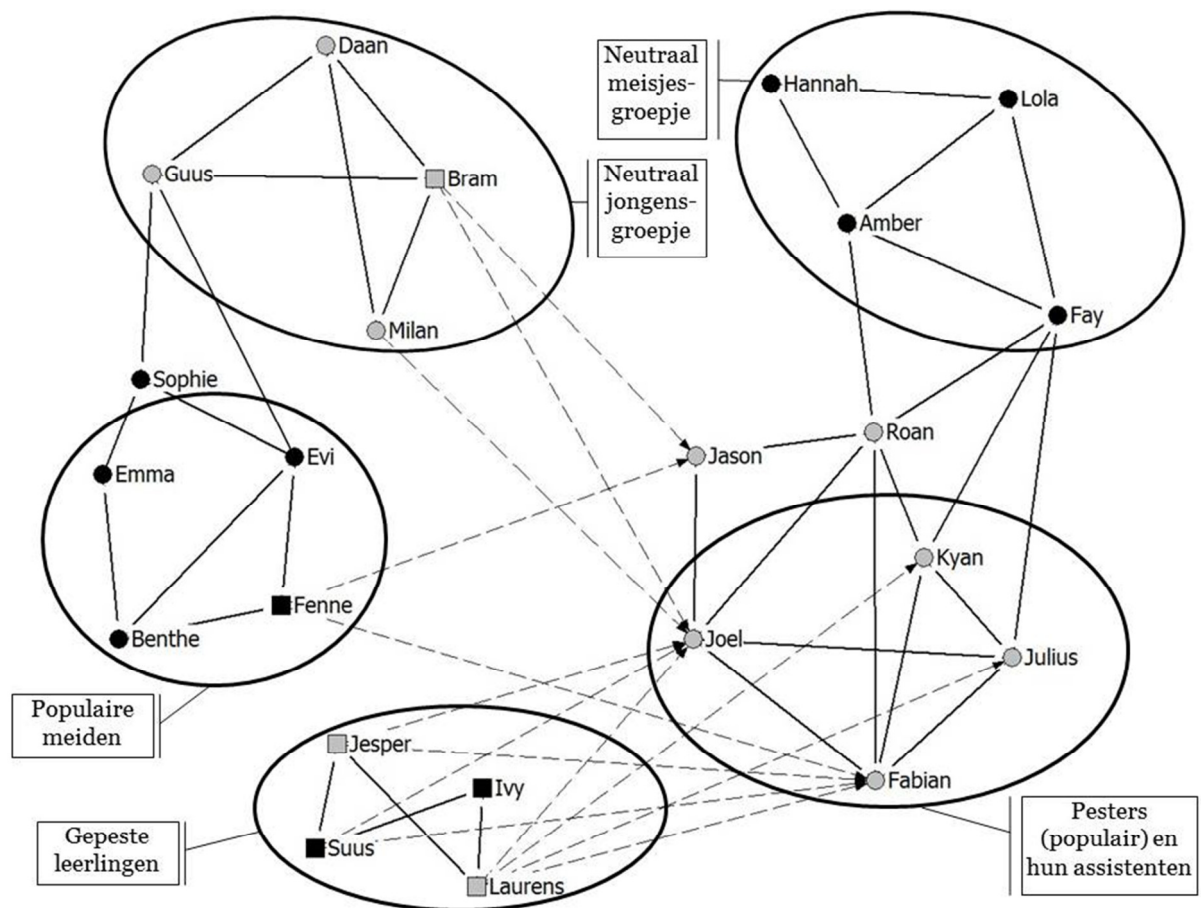 Daan
Neutraal
meisjes-
groepje
Hannah
Lola
Guus
Bram
Neutraal
jongens-
groepje
Amber
Milan
Fay
Sophie
Roan
Jason
Emma
Evi
Kyan
Fenne
Benthe
Joel
Julius
Populaire
meiden
Jesper
Ivy
Fabian
Gepeste
leerlingen
Suus
Laurens
Pesters
(populair) en
hun assistenten